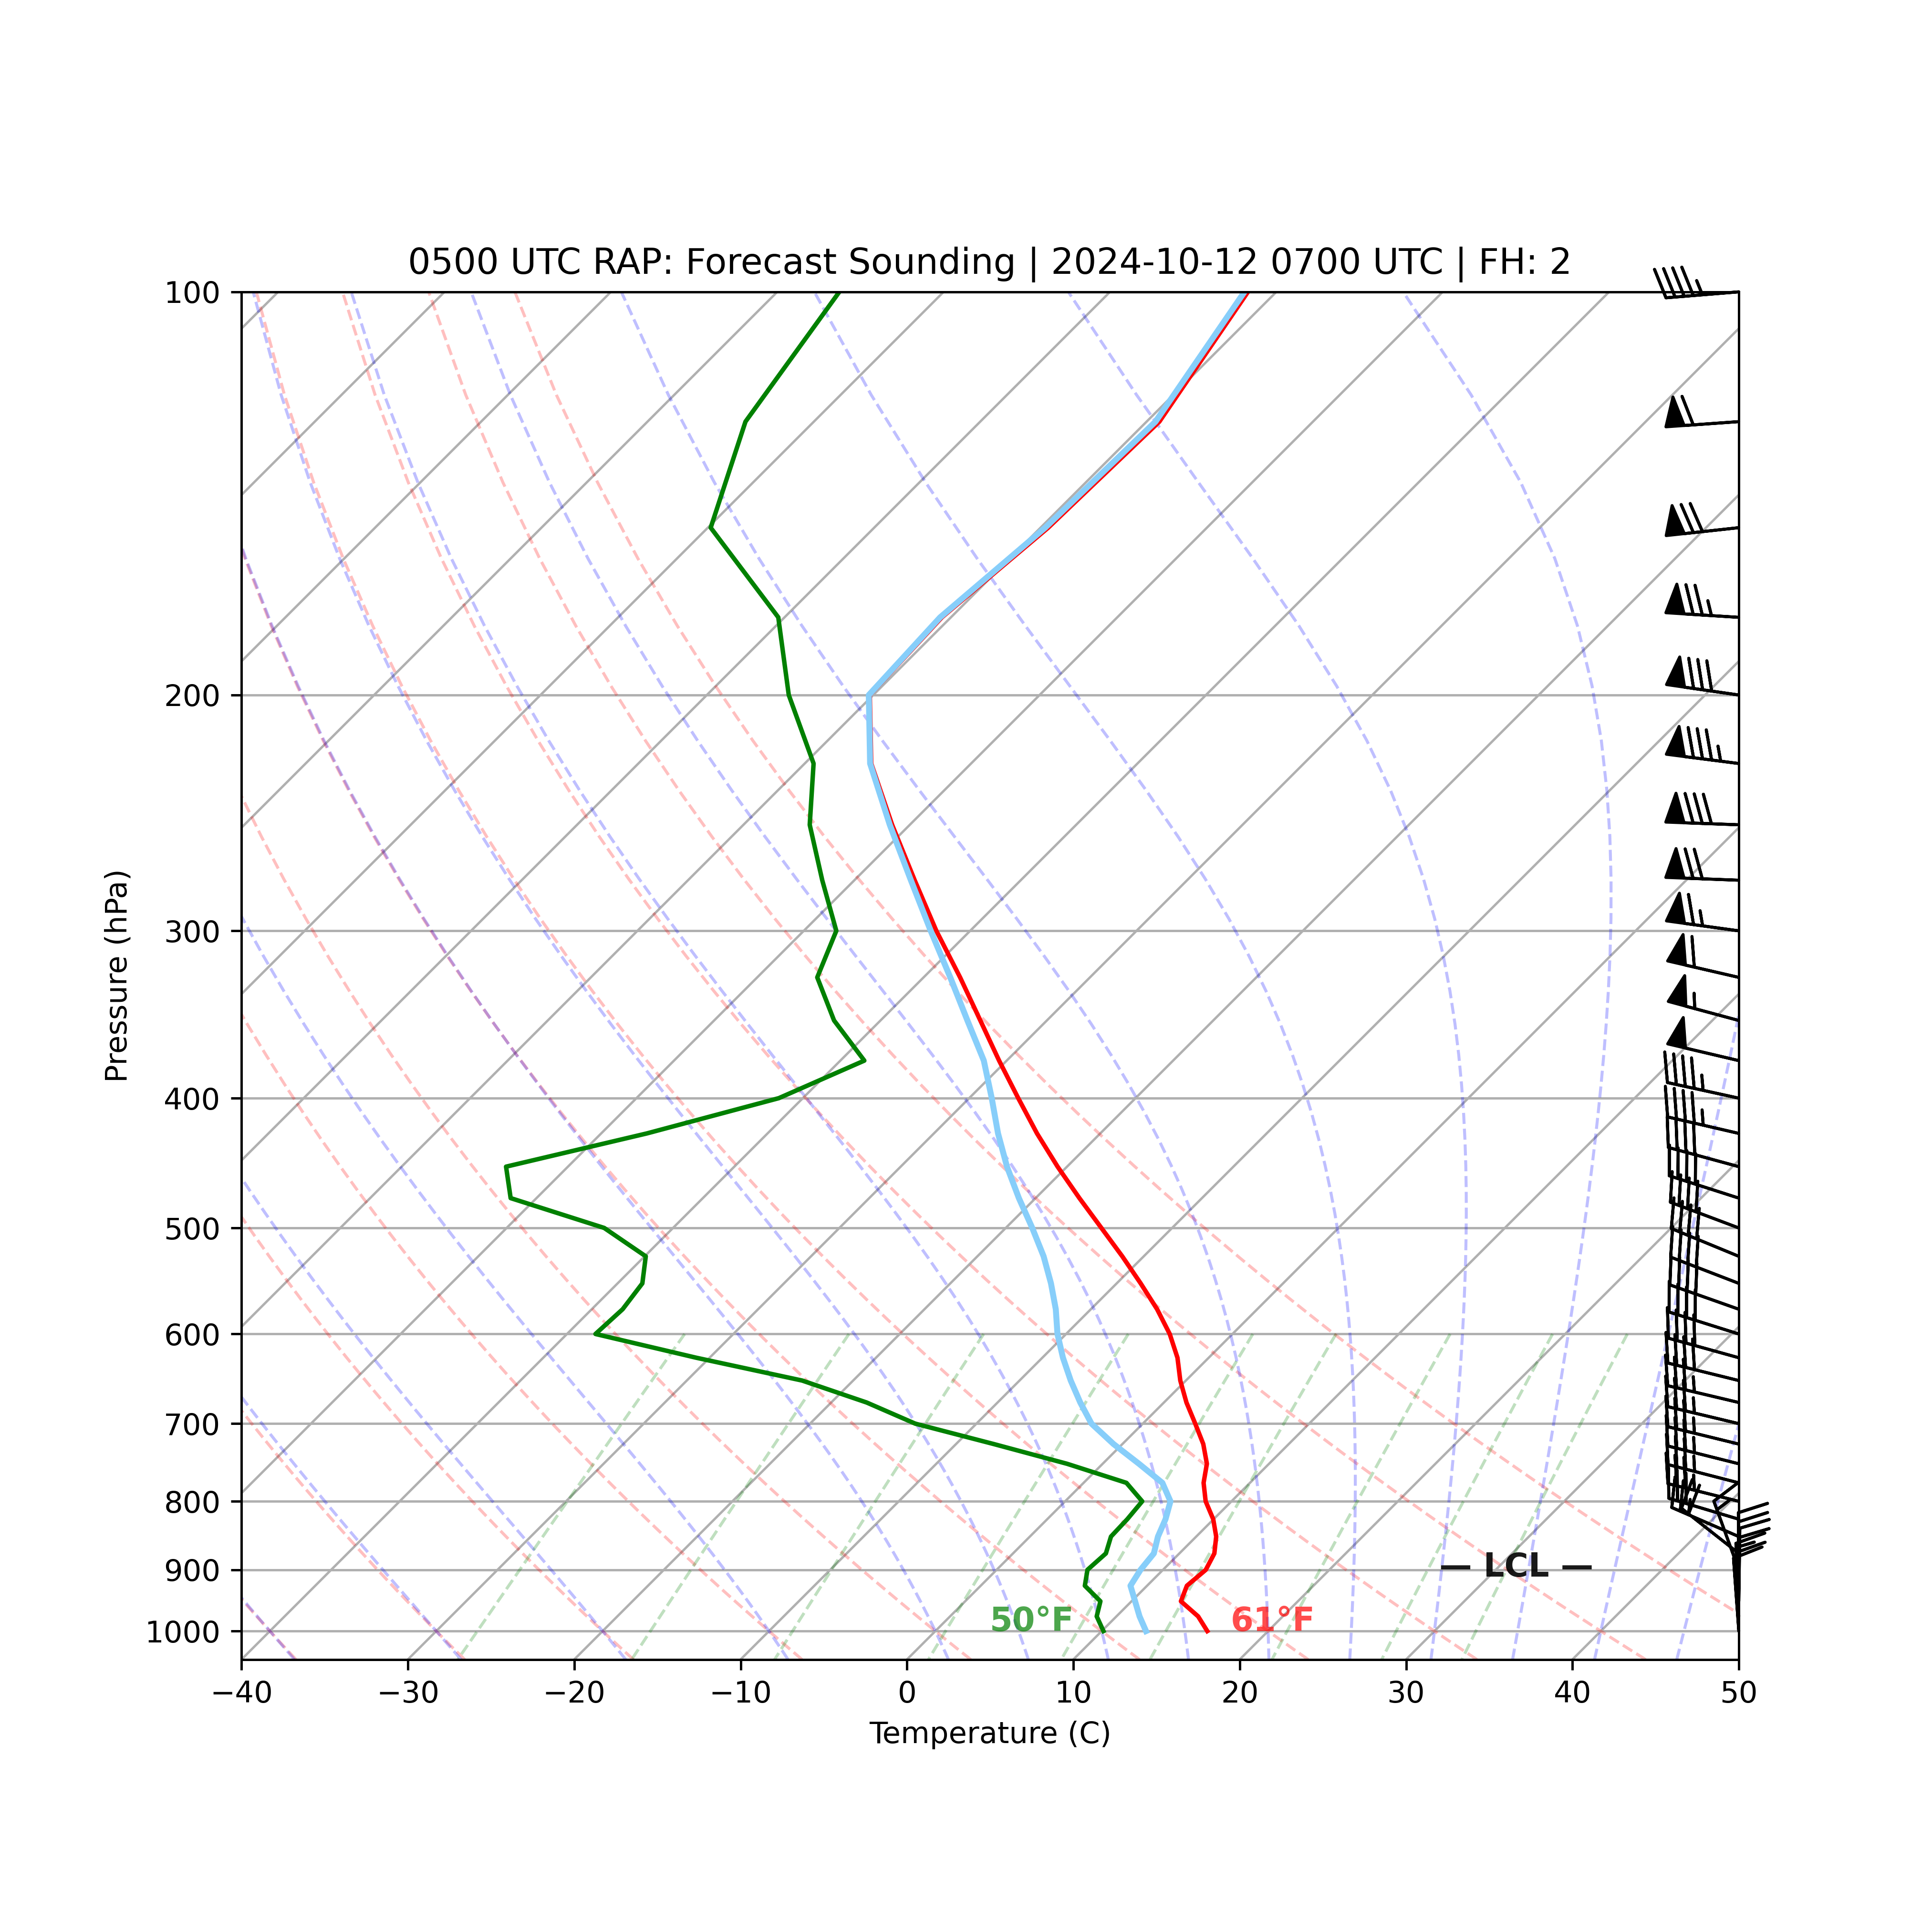 0500 UTC RAP: Forecast Sounding | 2024-10-12 0700 UTC | FH: 2
100
200
300
400
500
600
700
800
900
1000
Pressure (hPa)
— LCL —
50°F
61°F
−40 −30 −20 −10 0 10 20 30 40 50
Temperature (C)